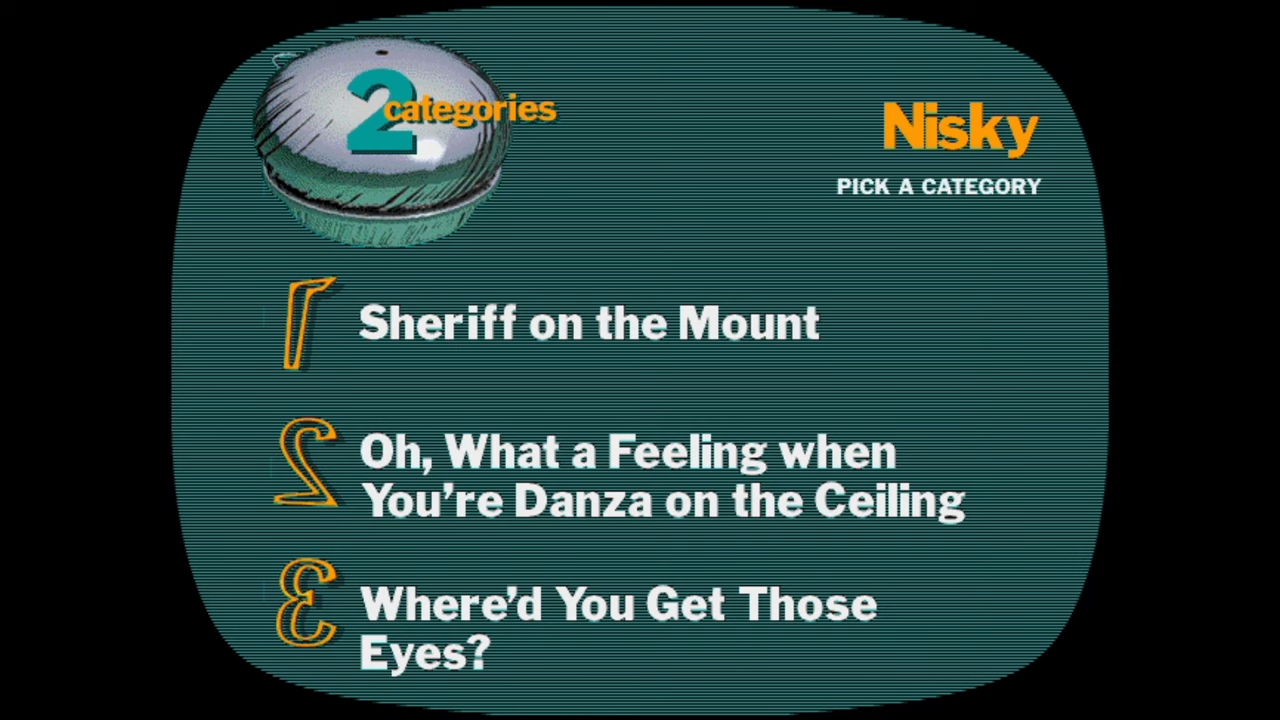 2
categories
Nisky
PICK A CATEGORY
1
Sheriff on the Mount
2
Oh, What a Feeling when
You're Danza on the Ceiling
3
Where'd You Get Those
Eyes?